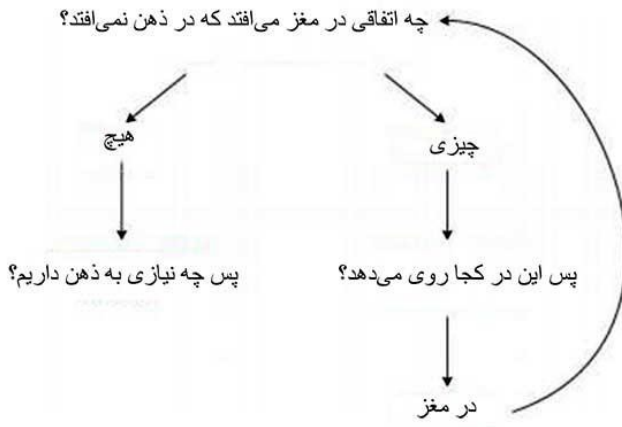 چه اتفاقی در مغز می‌افتد که در ذهن نمی‌افتد؟
چیزی
هیچ
پس این در کجا روی می‌دهد؟
پس چه نیازی به ذهن داریم؟
در مغز